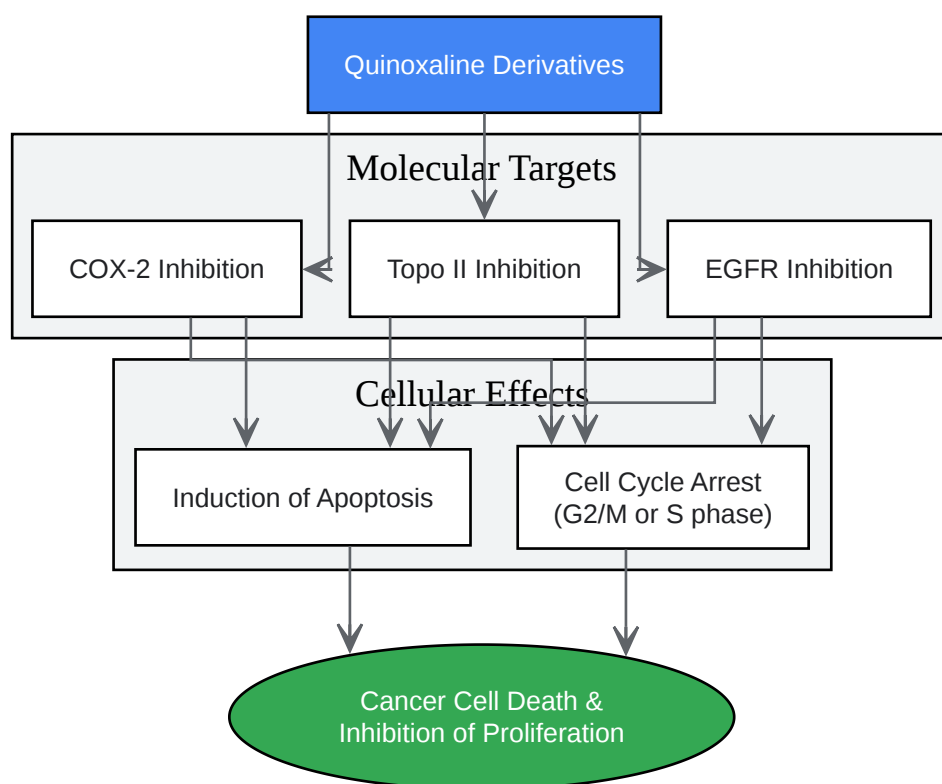 Quinoxaline Derivatives
Molecular Targets
COX-2 Inhibition
Topo II Inhibition
EGFR Inhibition
Cellular Effects
Induction of Apoptosis
Cell Cycle Arrest
(G2/M or S phase)
Cancer Cell Death &
Inhibition of Proliferation